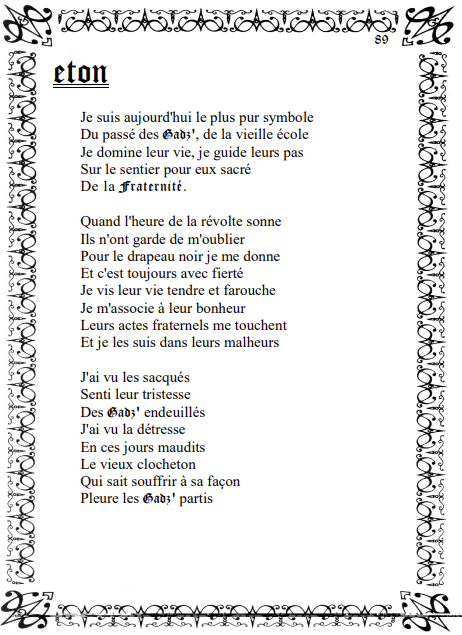 89
eton
Je suis aujourd'hui le plus pur symbole
Du passé des Gadz', de la vieille école
Je domine leur vie, je guide leurs pas
Sur le sentier pour eux sacré
De la Fraternité.
Quand l'heure de la révolte sonne
Ils n'ont garde de m'oublier
Pour le drapeau noir je me donne
Et c'est toujours avec fierté
Je vis leur vie tendre et farouche
Je m'associe à leur bonheur
Leurs actes fraternels me touchent
Et je les suis dans leurs malheurs
J'ai vu les sacqués
Senti leur tristesse
Des Gadz' endeuillés
J'ai vu la détresse
En ces jours maudits
Le vieux clocheton
Qui sait souffrir à sa façon
Pleure les Gadz' partis